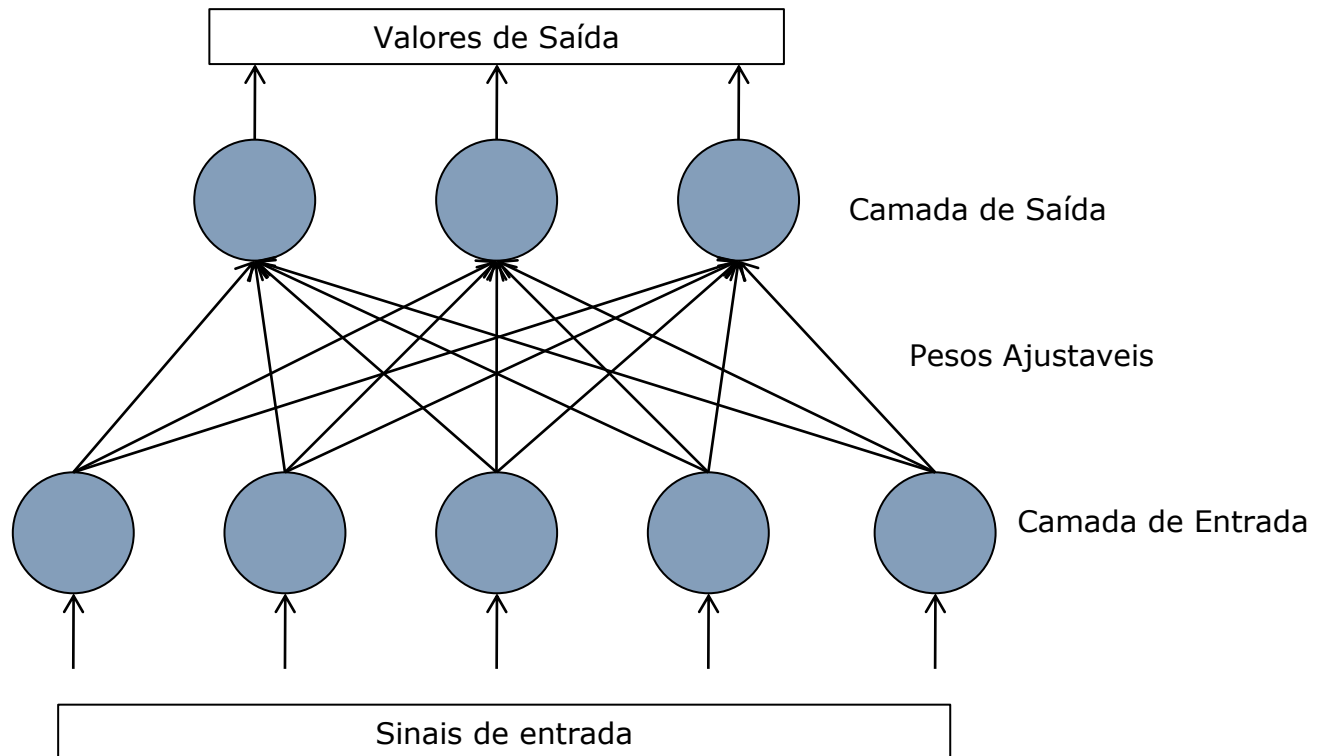 Valores de Saída
Camada de Saída
Pesos Ajustaveis
Camada de Entrada
Sinais de entrada